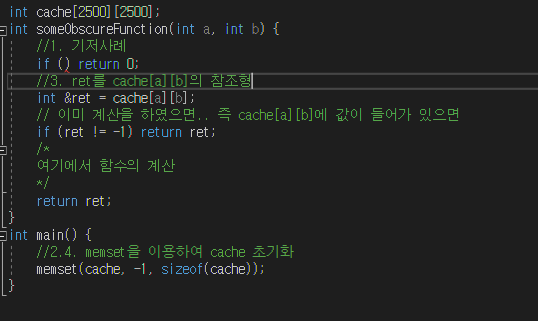 int cache[2500][2500];
int someObscureFunction(int a, int b) {
//1. 기저사례
if () return 0;
//3. ret를 cache[a][b]의 참조형
int &ret = cache[a][b];
// 이미 계산을 하였으면.. 즉 cache[a][b]에 값이 들어가 있으면
if (ret != -1) return ret;
/*
여기에서 함수의 계산
*/
return ret;
}
int main() {
//2.4. memset을 이용하여 cache 초기화
memset(cache, -1, sizeof(cache));
}